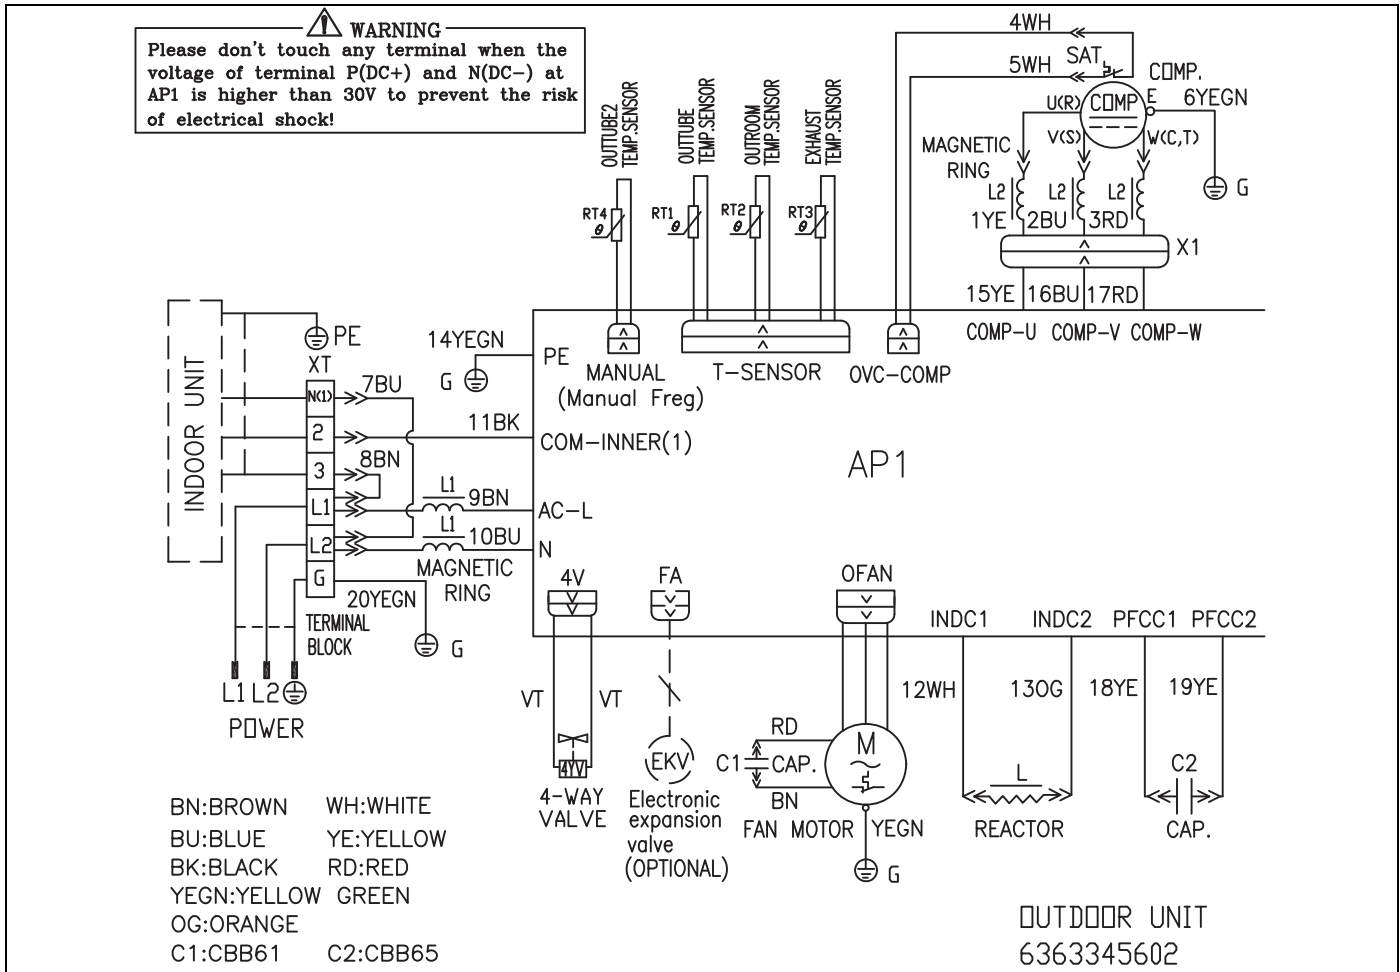 WARNING
Please don't touch any terminal when the
voltage of terminal P(DC+) and N(DC-) at
AP1 is higher than 30V to prevent the risk
of electrical shock!
4WH
5WH
SAT
COMP.
U(R)
COMP
E
6YEGN
V(S)
W(C,T)
MAGNETIC
RING
G
L2
L2
L2
1YE
2BU
3RD
X1
15YE
16BU
17RD
COMP-U
COMP-V
COMP-W
OUTTUBE2
TEMP.SENSOR
OUTTUBE
TEMP.SENSOR
OUTROOM
TEMP.SENSOR
EXHAUST
TEMP.SENSOR
RT4
θ
RT1
θ
RT2
θ
RT3
θ
MANUAL
(Manual Freg)
T-SENSOR
OVC-COMP
INDOOR UNIT
PE
XT
14YEGN
G
PE
N(1)
7BU
2
11BK
COM-INNER(1)
3
8BN
AP1
L1
L1
9BN
AC-L
L2
L1
10BU
N
MAGNETIC
RING
G
20YEGN
TERMINAL
BLOCK
G
L1
L2
POWER
4V
FA
OFAN
INDC1
INDC2
PFCC1
PFCC2
VT
VT
12WH
13OG
18YE
19YE
4YV
4-WAY
VALVE
EKV
Electronic
expansion
valve
(OPTIONAL)
RD
C1
CAP.
BN
M
FAN MOTOR
YEGN
G
L
REACTOR
C2
CAP.
BN:BROWN WH:WHITE
BU:BLUE YE:YELLOW
BK:BLACK RD:RED
YEGN:YELLOW GREEN
OG:ORANGE
C1:CBB61 C2:CBB65
OUTDOOR UNIT
6363345602